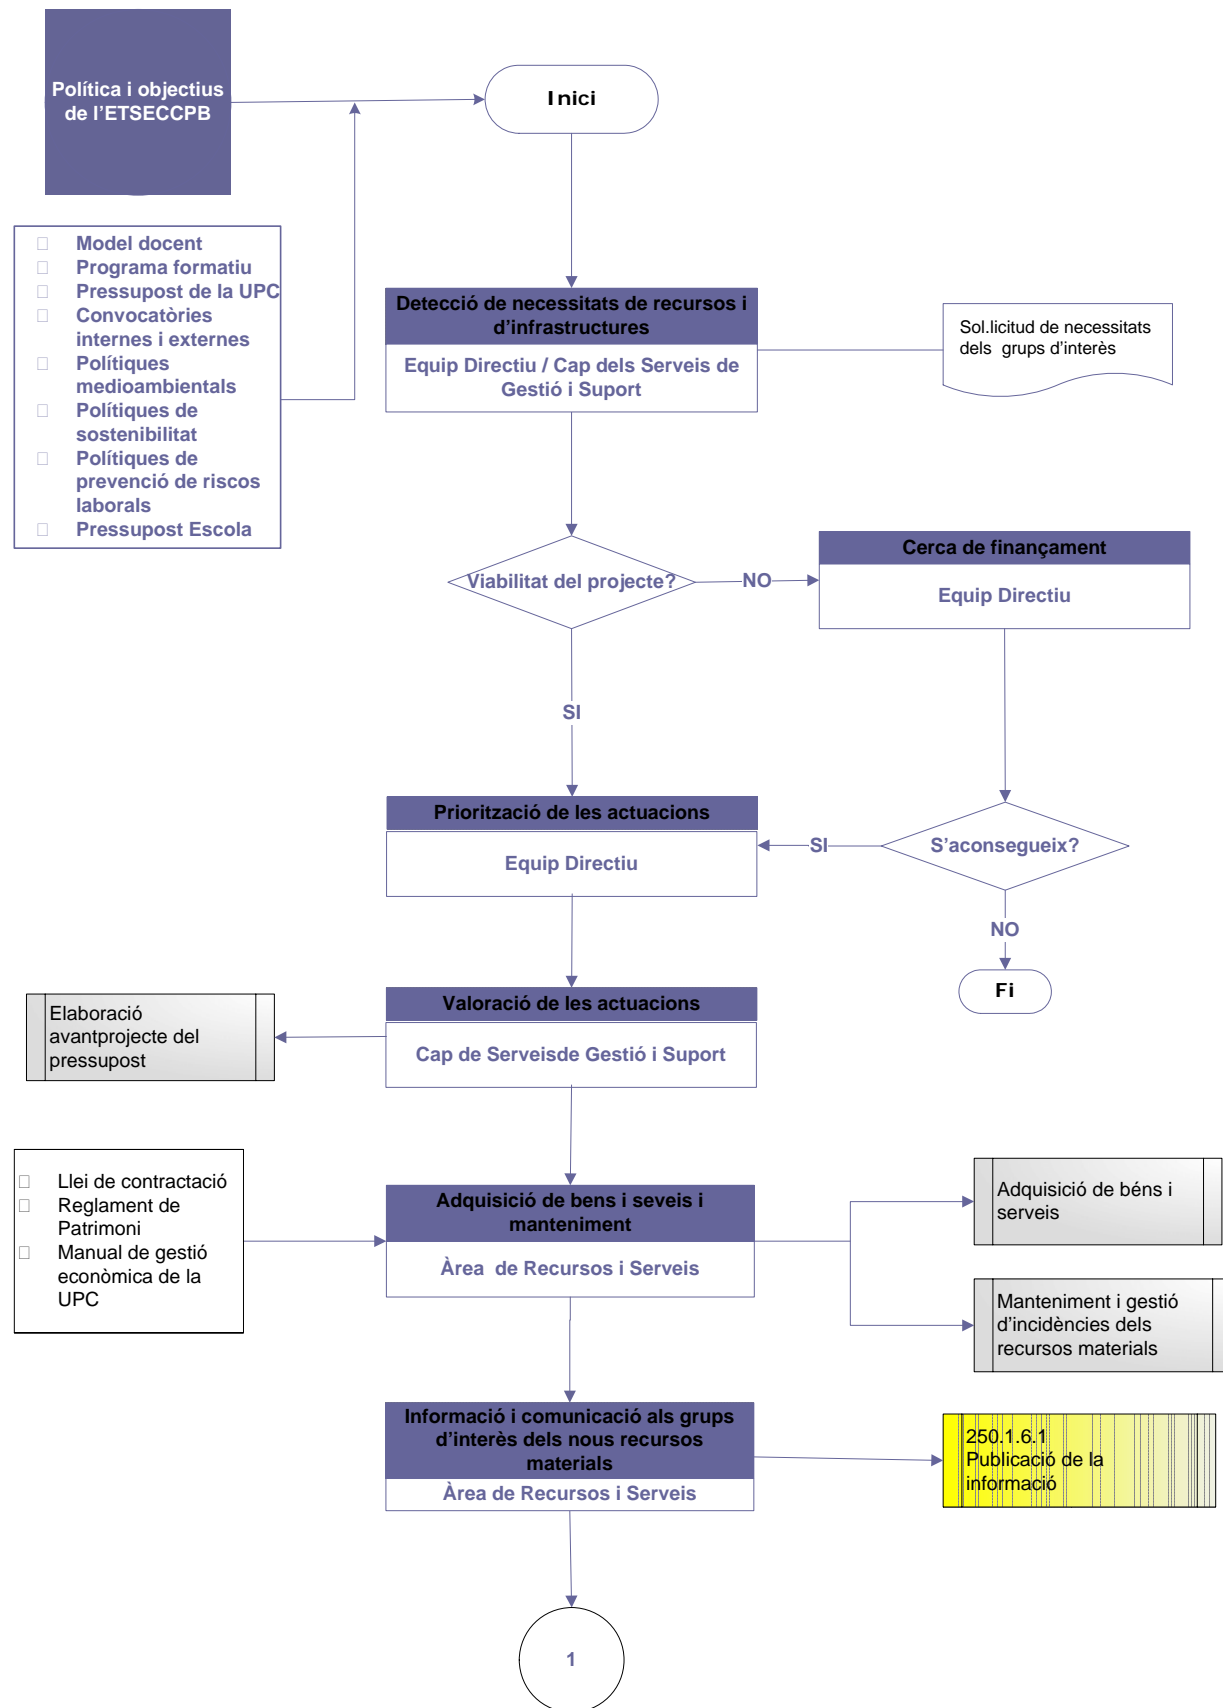 Política i objectius
de l'ETSECCPB
Inici
Model docent
Programa formatiu
Pressupost de la UPC
Convocatòries
internes i externes
Polítiques
medioambientals
Polítiques de
sostenibilitat
Polítiques de
prevenció de riscos
laborals
Pressupost Escola
Detecció de necessitats de recursos i
d'infrastructures
Equip Directiu / Cap dels Serveis de
Gestió i Suport
Sol.licitud de necessitats
dels grups d'interès
Viabilitat del projecte?
NO
Cerca de finançament
Equip Directiu
SI
Priorització de les actuacions
Equip Directiu
SI
S'aconsegueix?
NO
Fi
Valoració de les actuacions
Cap de Serveisde Gestió i Suport
Elaboració
avantprojecte del
pressupost
Llei de contractació
Reglament de
Patrimoni
Manual de gestió
econòmica de la
UPC
Adquisició de bens i seveis i
manteniment
Àrea de Recursos i Serveis
Adquisició de béns i
serveis
Manteniment i gestió
d'incidències dels
recursos materials
Informació i comunicació als grups
d'interès dels nous recursos
materials
Àrea de Recursos i Serveis
250.1.6.1
Publicació de la
informació
1